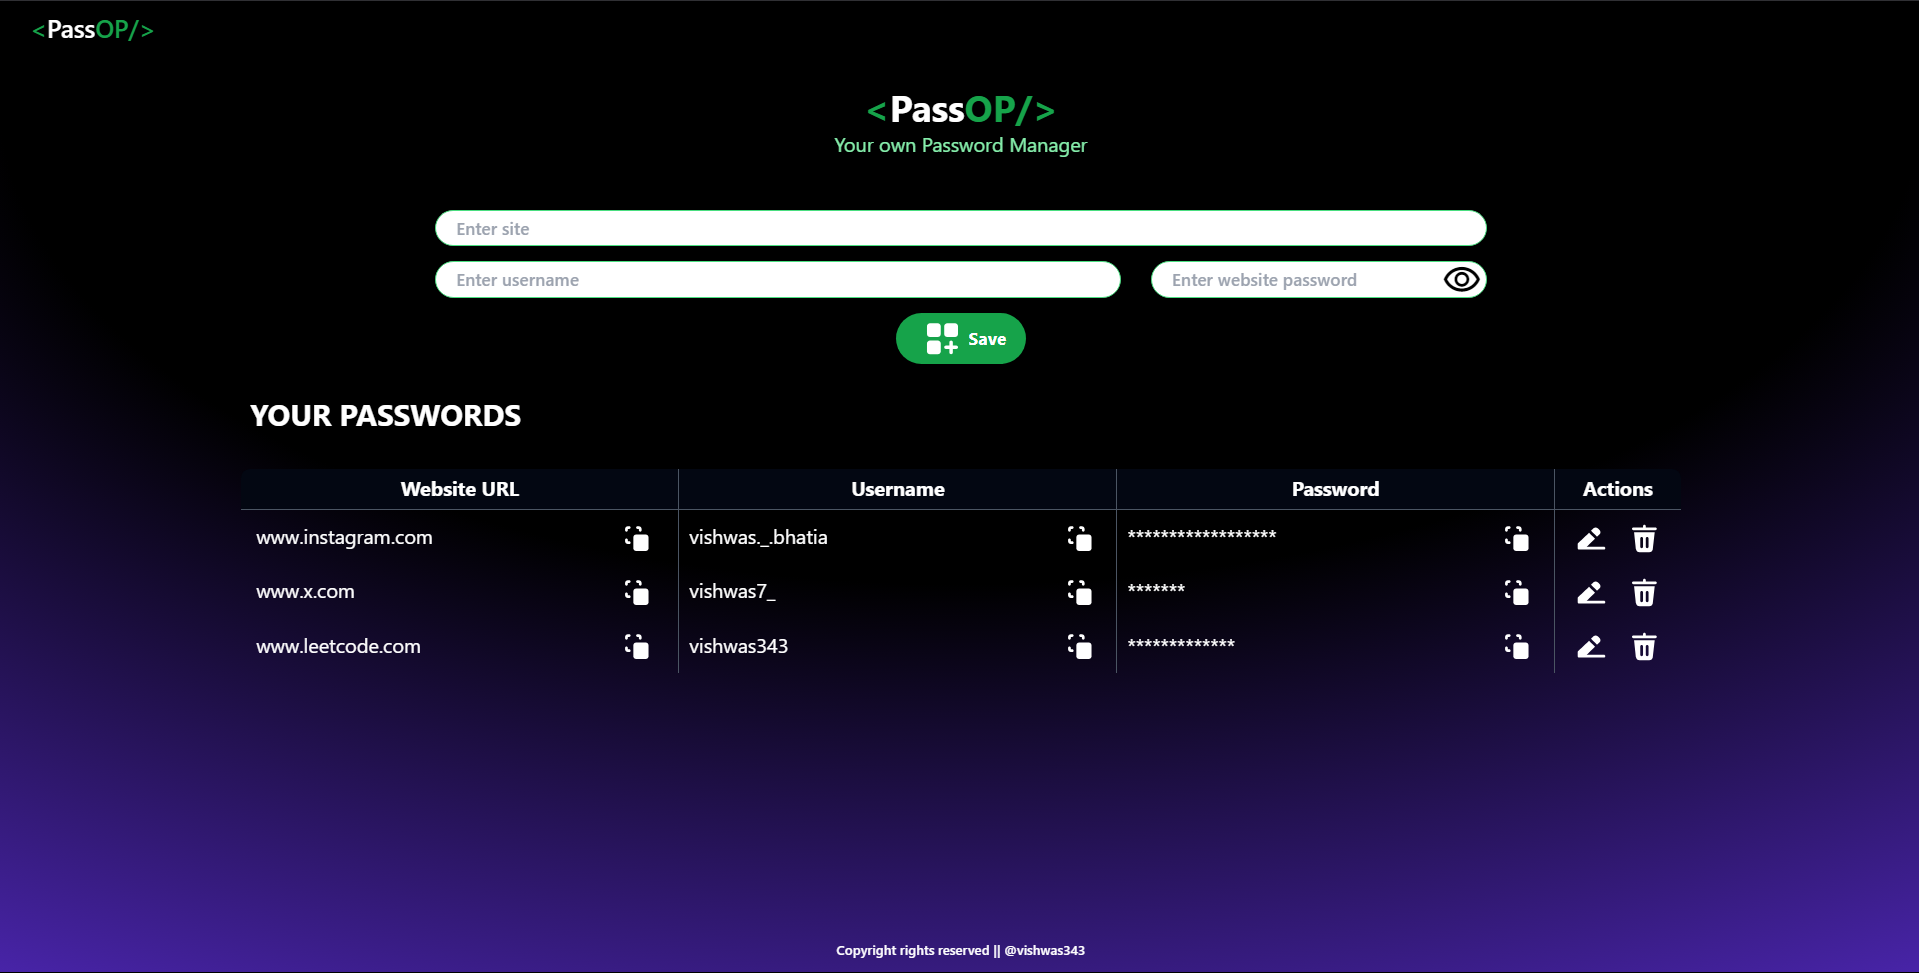 <PassOP/>
<PassOP/>
Your own Password Manager
Enter site
Enter username Enter website password
Save
YOUR PASSWORDS
Website URL Username Password Actions
www.instagram.com vishwas._.bhatia ******************
www.x.com vishwas7_ *******
www.leetcode.com vishwas343 *************
Copyright rights reserved || @vishwas343